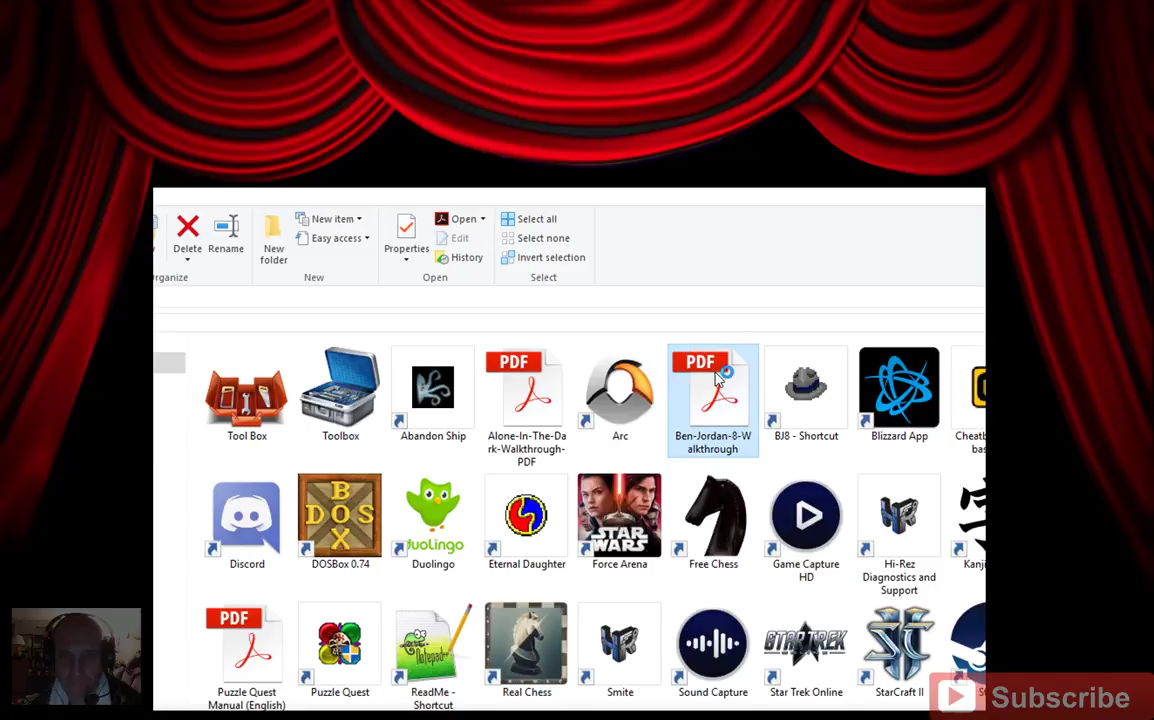 Delete
Rename
rganize
New
folder
New item
Easy access
New
Properties
Open
Edit
History
Open
Select all
Select none
Invert selection
Select
Tool Box
Toolbox
Abandon Ship
PDF
Alone-In-The-Da
rk-Walkthrough-
PDF
Arc
PDF
Ben-Jordan-8-W
alkthrough
BJ8 - Shortcut
Blizzard App
Cheatb
bas
Discord
BOX
DOS
DOSBox 0.74
DUOLINGO
Duolingo
Eternal Daughter
STAR
WARS
Force Arena
Free Chess
Game Capture
HD
Hi-Rez
Diagnostics and
Support
Kanji
PDF
Puzzle Quest
Manual (English)
Puzzle Quest
Notepad++
ReadMe -
Shortcut
Real Chess
Smite
Sound Capture
STAR TREK
Star Trek Online
StarCraft II
Subscribe